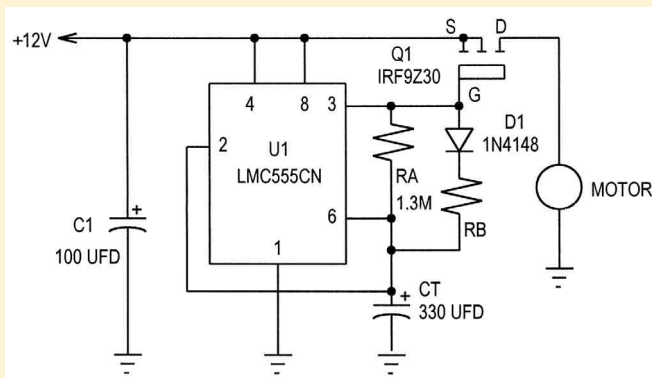 S D
+12V
Q1
IRF9Z30
4 8 3
G
2
D1
1N4148
U1
LMC555CN
RA
1.3M
MOTOR
6
RB
C1
+
100 UFD
1
+
CT
330 UFD